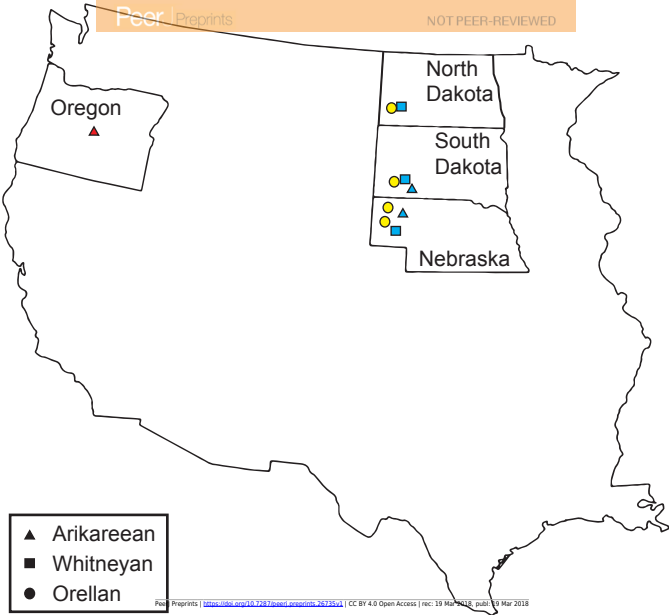 PeerJ Preprints
NOT PEER-REVIEWED
North
Dakota
Oregon
South
Dakota
Nebraska
Arikareean
Whitneyan
Orellan
PeerJ Preprints | https://doi.org/10.7287/peerj.preprints.26735v1 | CC BY 4.0 Open Access | rec: 19 Mar 2018, publ: 19 Mar 2018